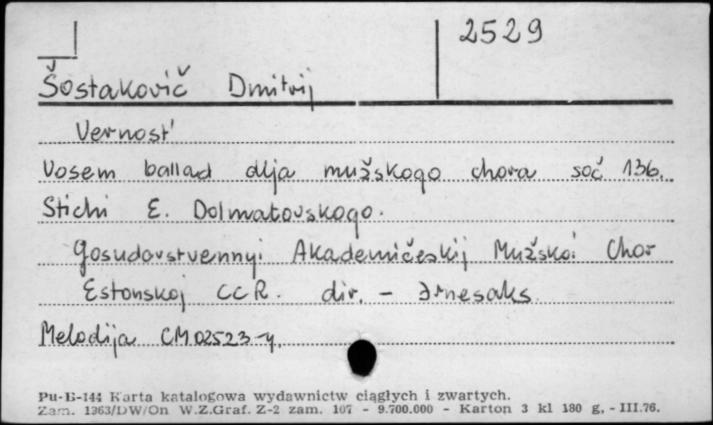 2529
Šostakovič Dmitrij
Vernost'
Vosem ballad dlja mužskogo chora soč 136.
Stichi E. Dolmatovskogo.
Gosudarstvennyi Akademičeskij Mužskoi Chor
Estonskoj CCR. dir. - Ernesaks
Melodija CM 02523-4.
Pu-B-144 Karta katalogowa wydawnictw ciągłych i zwartych.
Zam. 1363/DW/On W.Z.Graf. Z-2 zam. 107 - 9.700.000 - Karton 3 kl 180 g. - III.76.